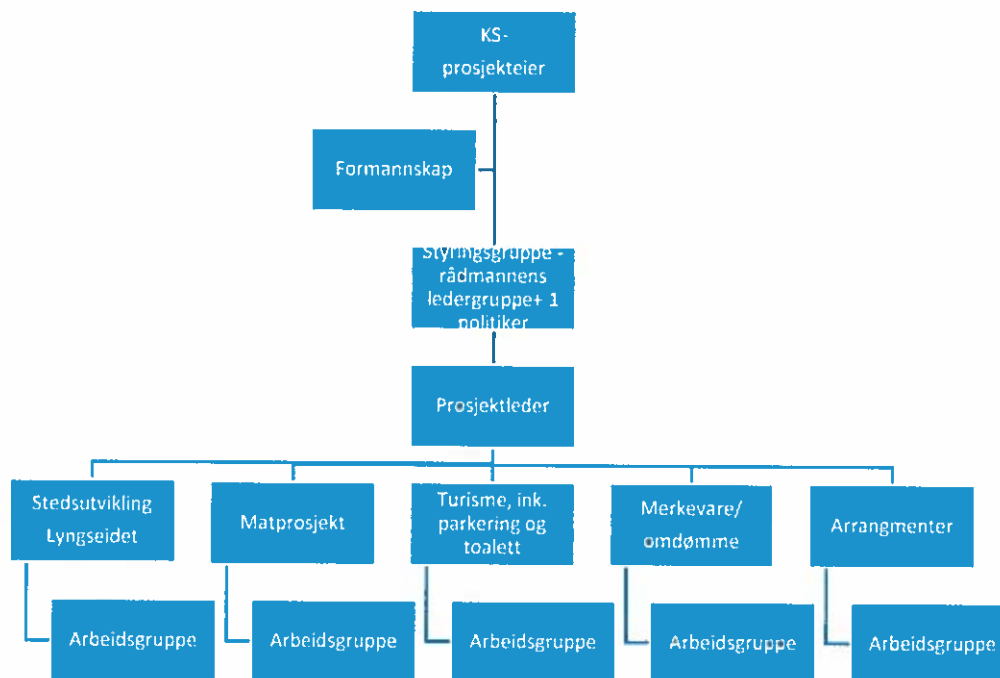 KS-
prosjekteier
Formannskap
Styringsgruppe -
rådmannens
ledergruppe+ 1
politiker
Prosjektleder
Stedsutvikling
Lyngseidet
Matprosjekt
Turisme, ink.
parkering og
toalett
Merkevare/
omdømme
Arrangmenter
Arbeidsgruppe
Arbeidsgruppe
Arbeidsgruppe
Arbeidsgruppe
Arbeidsgruppe